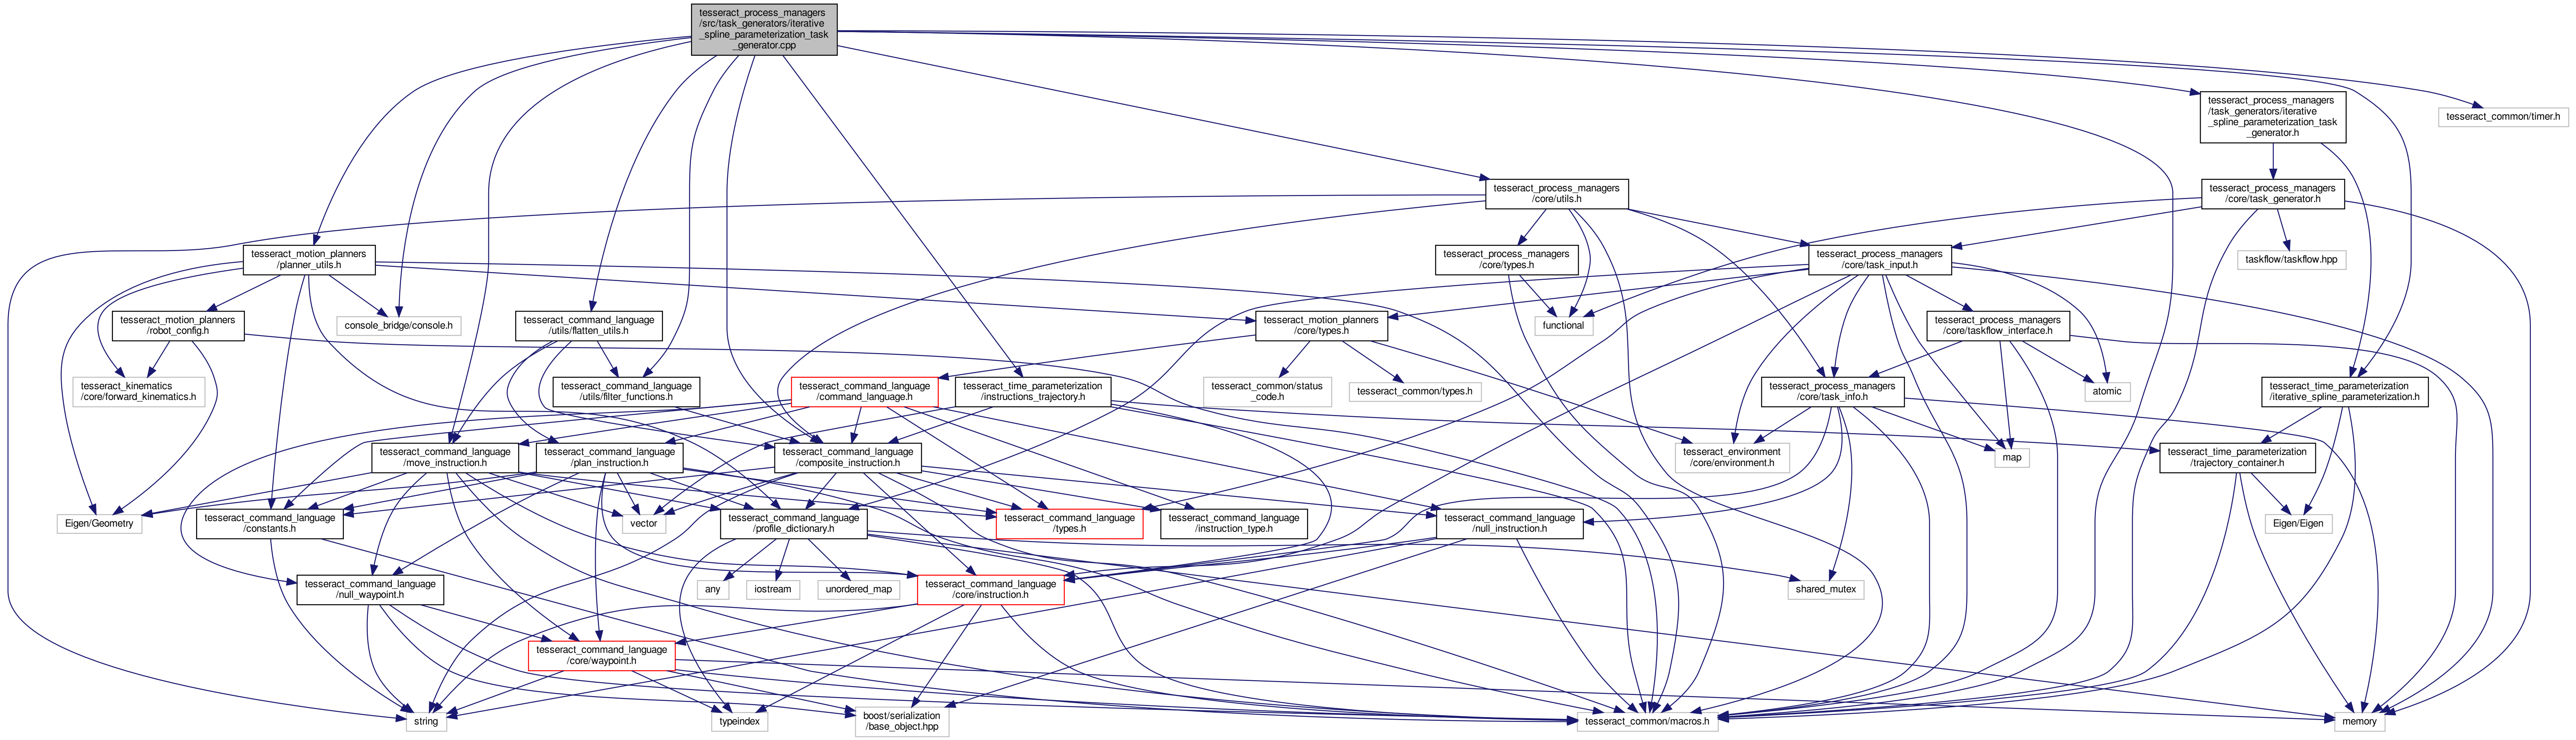 tesseract_process_managers
/src/task_generators/iterative
_spline_parameterization_task
_generator.cpp
tesseract_process_managers
/task_generators/iterative
_spline_parameterization_task
_generator.h
tesseract_common/timer.h
tesseract_process_managers
/core/utils.h
tesseract_process_managers
/core/task_generator.h
tesseract_motion_planners
/planner_utils.h
tesseract_process_managers
/core/types.h
tesseract_process_managers
/core/task_input.h
taskflow/taskflow.hpp
tesseract_motion_planners
/robot_config.h
console_bridge/console.h
tesseract_command_language
/utils/flatten_utils.h
tesseract_motion_planners
/core/types.h
functional
tesseract_process_managers
/core/taskflow_interface.h
tesseract_kinematics
/core/forward_kinematics.h
tesseract_command_language
/utils/filter_functions.h
tesseract_command_language
/command_language.h
tesseract_time_parameterization
/instructions_trajectory.h
tesseract_common/status
_code.h
tesseract_common/types.h
tesseract_process_managers
/core/task_info.h
atomic
tesseract_time_parameterization
/iterative_spline_parameterization.h
tesseract_command_language
/move_instruction.h
tesseract_command_language
/plan_instruction.h
tesseract_command_language
/composite_instruction.h
tesseract_environment
/core/environment.h
map
tesseract_time_parameterization
/trajectory_container.h
Eigen/Geometry
tesseract_command_language
/constants.h
vector
tesseract_command_language
/profile_dictionary.h
tesseract_command_language
/types.h
tesseract_command_language
/instruction_type.h
tesseract_command_language
/null_instruction.h
Eigen/Eigen
tesseract_command_language
/null_waypoint.h
any
iostream
unordered_map
tesseract_command_language
/core/instruction.h
shared_mutex
tesseract_command_language
/core/waypoint.h
string
typeindex
boost/serialization
/base_object.hpp
tesseract_common/macros.h
memory